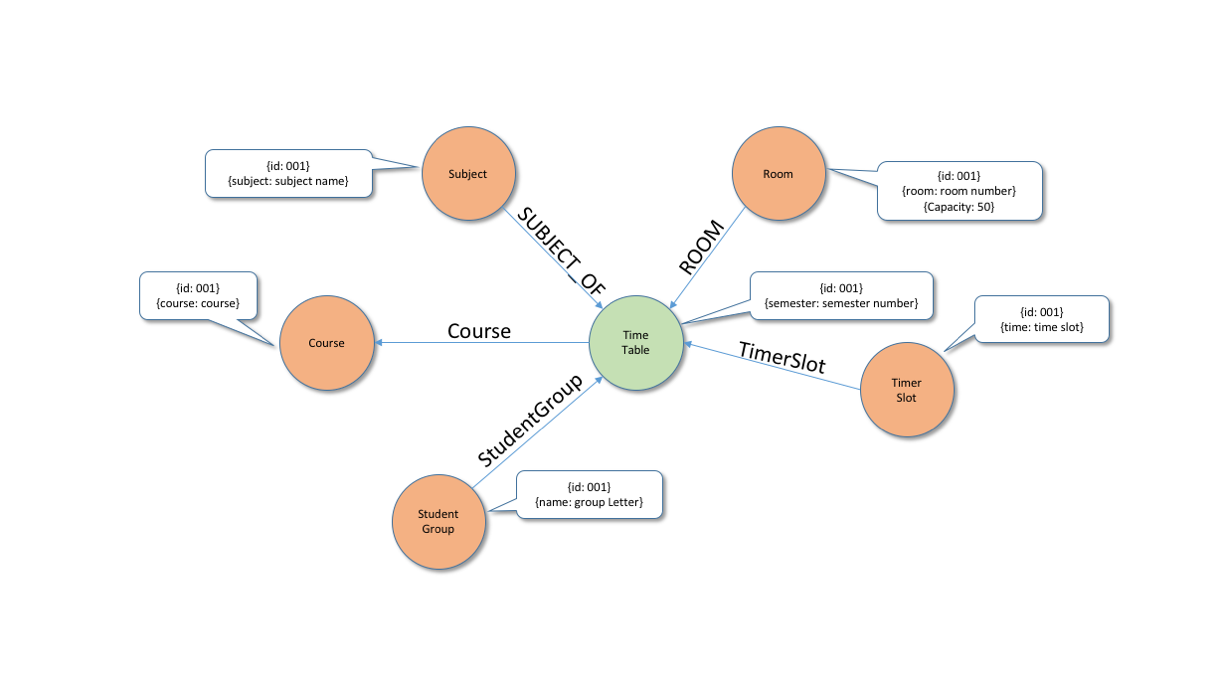 Subject
{id: 001}
{subject: subject name}
Room
{id: 001}
{room: room number}
{Capacity: 50}
SUBJECT_OF
ROOM
{id: 001}
{course: course}
Course
Course
Time
Table
{id: 001}
{semester: semester number}
{id: 001}
{time: time slot}
TimerSlot
Timer
Slot
StudentGroup
Student
Group
{id: 001}
{name: group Letter}